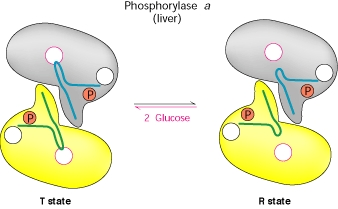 Phosphorylase a
(liver)
P
P
P
P
2 Glucose
T state
R state